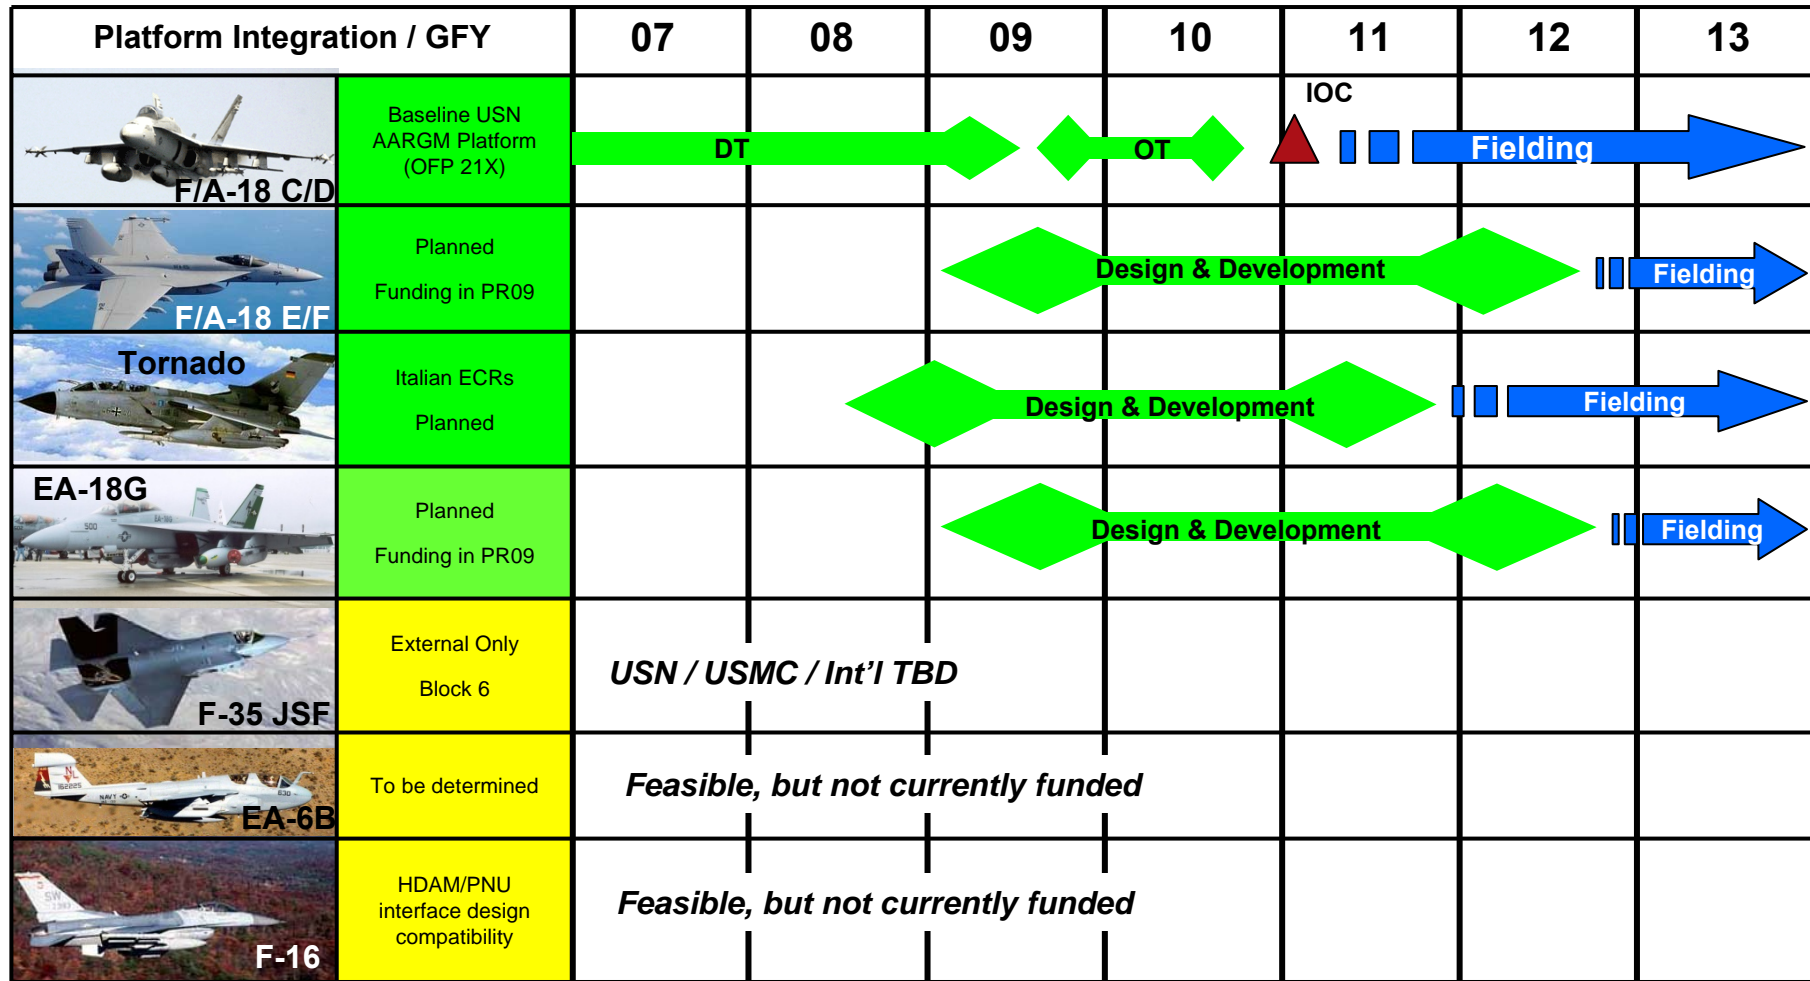 Platform Integration / GFY 07 08 09 10 11 12 13
F/A-18 C/D
Baseline USN
AARGM Platform
(OFP 21X)
DT
OT
IOC
Fielding
F/A-18 E/F
Planned
Funding in PR09
Design & Development
Fielding
Tornado
Italian ECRs
Planned
Design & Development
Fielding
EA-18G
500
Planned
Funding in PR09
Design & Development
Fielding
F-35 JSF
External Only
Block 6
USN / USMC / Int'l TBD
NL
NAVY
EA-6B
To be determined
Feasible, but not currently funded
SW
F-16
HDAM/PNU
interface design
compatibility
Feasible, but not currently funded